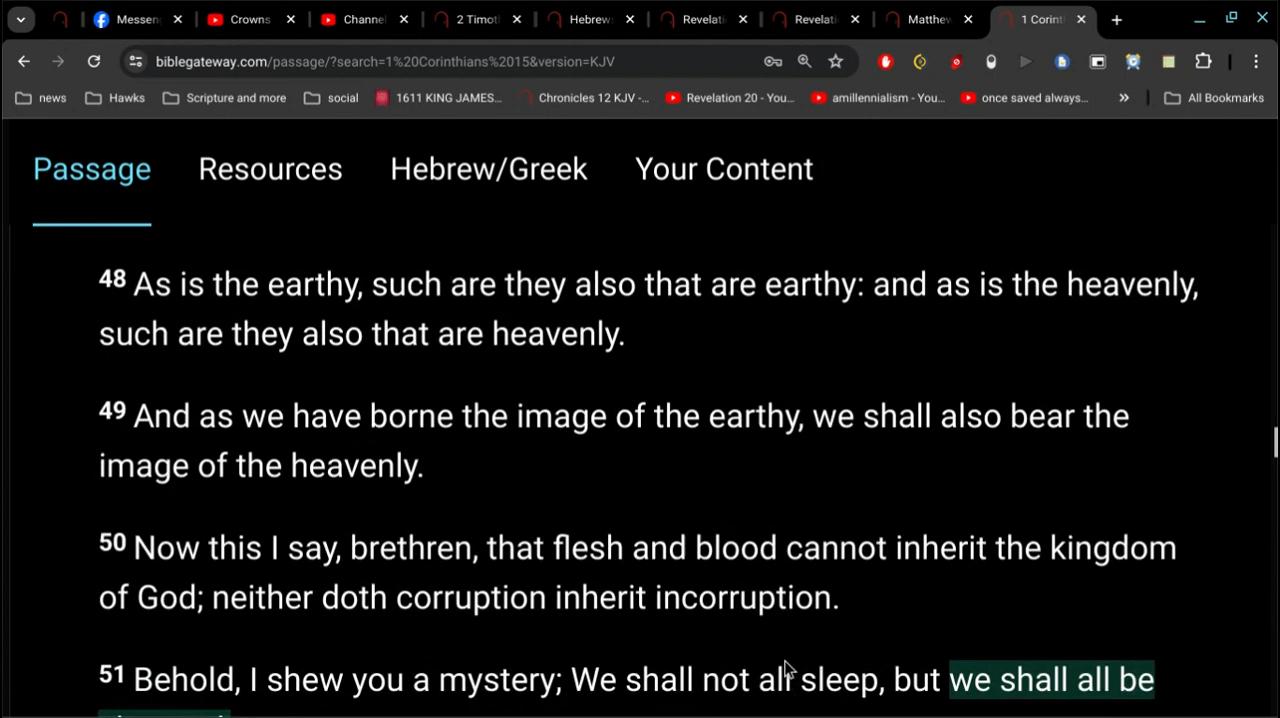 Messen Crowns Channel 2 Timot Hebrew Revelati Revelati Matthew 1 Corint
biblegateway.com/passage/?search=1%20Corinthians%2015&version=KJV
news Hawks Scripture and more social 1611 KING JAMES... Chronicles 12 KJV -... Revelation 20 - You... amillennialism - You... once saved always... » All Bookmarks
Passage Resources Hebrew/Greek Your Content
48 As is the earthy, such are they also that are earthy: and as is the heavenly,
such are they also that are heavenly.
49 And as we have borne the image of the earthy, we shall also bear the
image of the heavenly.
50 Now this I say, brethren, that flesh and blood cannot inherit the kingdom
of God; neither doth corruption inherit incorruption.
51 Behold, I shew you a mystery; We shall not all sleep, but we shall all be